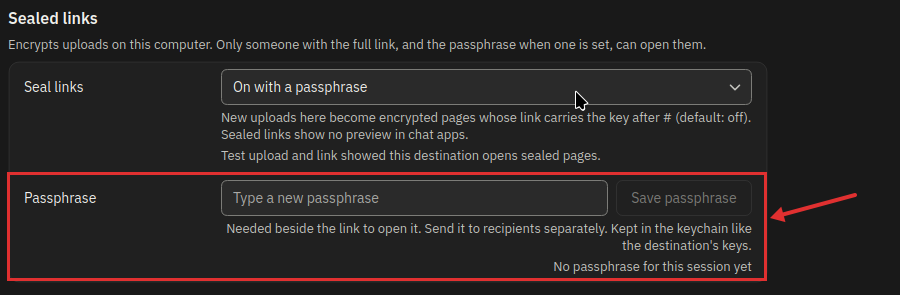 Sealed links
Encrypts uploads on this computer. Only someone with the full link, and the passphrase when one is set, can open them.
Seal links
On with a passphrase
New uploads here become encrypted pages whose link carries the key after # (default: off).
Sealed links show no preview in chat apps.
Test upload and link showed this destination opens sealed pages.
Passphrase
Type a new passphrase
Save passphrase
Needed beside the link to open it. Send it to recipients separately. Kept in the keychain like
the destination's keys.
No passphrase for this session yet